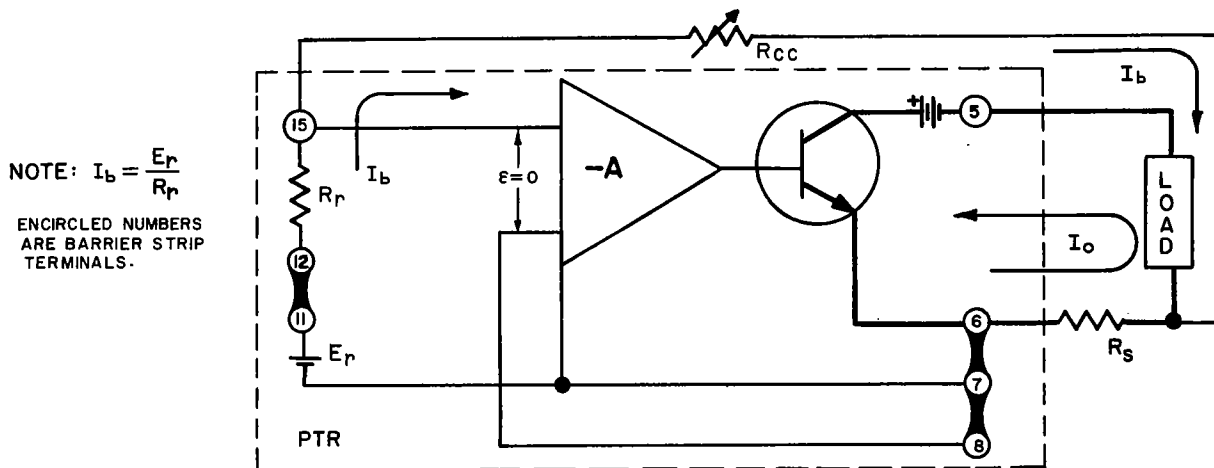 Rcc
Ib
+
5
15
Ib
ε=0
-A
NOTE: Ib = Er
Rr
Rr
LOAD
ENCIRCLED NUMBERS
ARE BARRIER STRIP
TERMINALS.
Io
12
11
6
Rs
Er
7
PTR
8